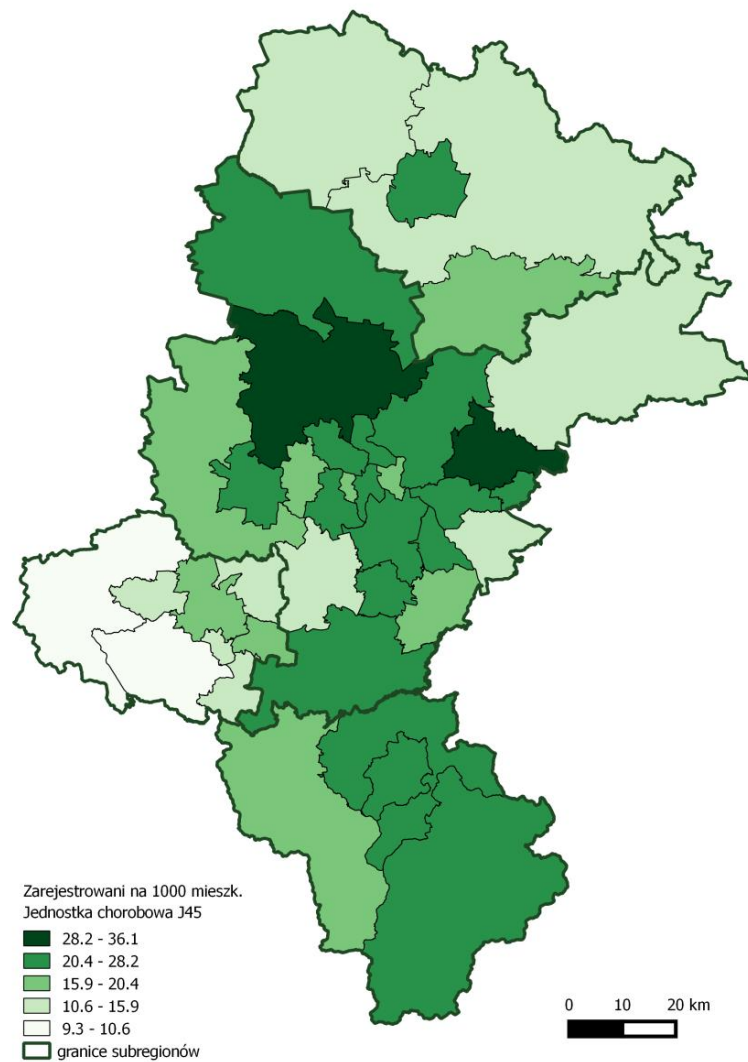 Zarejestrowani na 1000 mieszk.
Jednostka chorobowa J45
28.2 - 36.1
20.4 - 28.2
15.9 - 20.4
10.6 - 15.9
9.3 - 10.6
granice subregionów
0 10 20 km